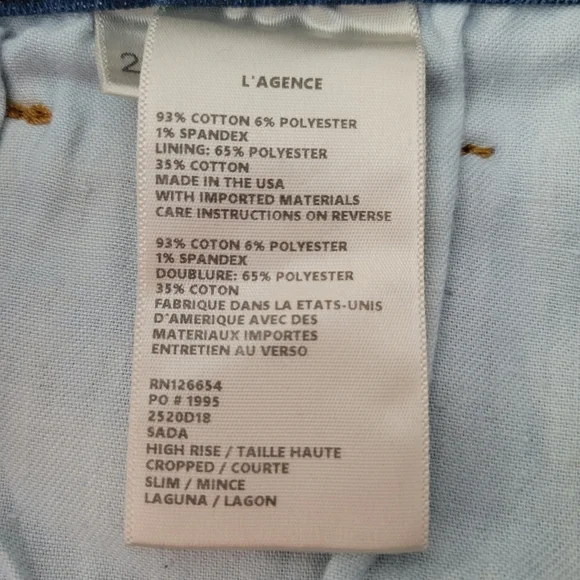 2
L'AGENCE
93% COTTON 6% POLYESTER
1% SPANDEX
LINING: 65% POLYESTER
35% COTTON
MADE IN THE USA
WITH IMPORTED MATERIALS
CARE INSTRUCTIONS ON REVERSE
93% COTON 6% POLYESTER
1% SPANDEX
DOUBLURE: 65% POLYESTER
35% COTON
FABRIQUE DANS LA ETATS-UNIS
D'AMERIQUE AVEC DES
MATERIAUX IMPORTES
ENTRETIEN AU VERSO
RN126654
PO # 1995
2520D18
SADA
HIGH RISE / TAILLE HAUTE
CROPPED / COURTE
SLIM / MINCE
LAGUNA / LAGON